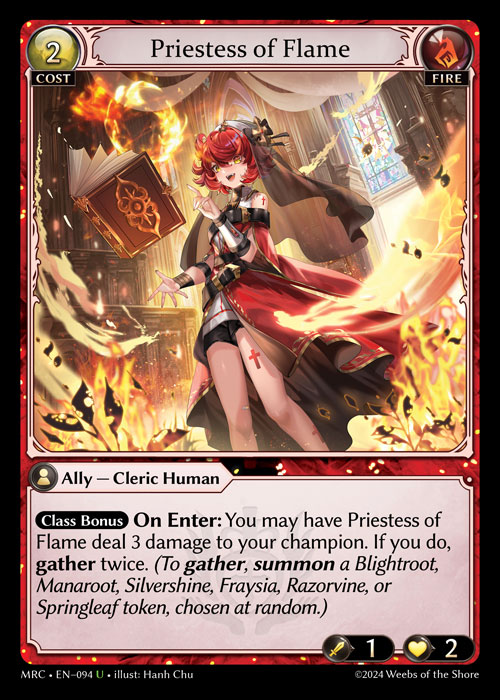 2
Priestess of Flame
COST
FIRE
Ally — Cleric Human
Class Bonus On Enter: You may have Priestess of
Flame deal 3 damage to your champion. If you do,
gather twice. (To gather, summon a Blightroot,
Manaroot, Silvershine, Fraysia, Razorvine, or
Springleaf token, chosen at random.)
1
2
MRC • EN–094 U • illust: Hanh Chu
©2024 Weebs of the Shore